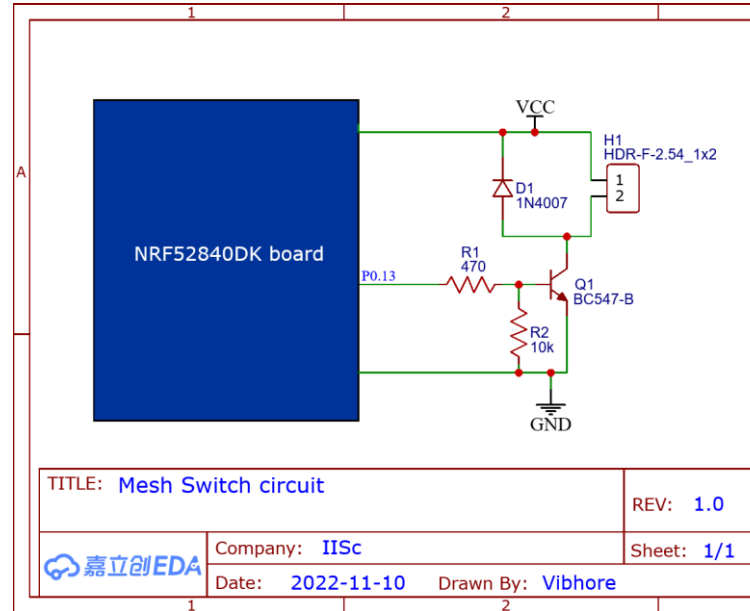 1 2
A
VCC
H1
HDR-F-2.54_1x2
1
2
D1
1N4007
NRF52840DK board
P0.13
R1
470
Q1
BC547-B
R2
10k
GND
TITLE: Mesh Switch circuit
REV: 1.0
嘉立创EDA
Company: IISc
Sheet: 1/1
Date: 2022-11-10 Drawn By: Vibhore
1 2